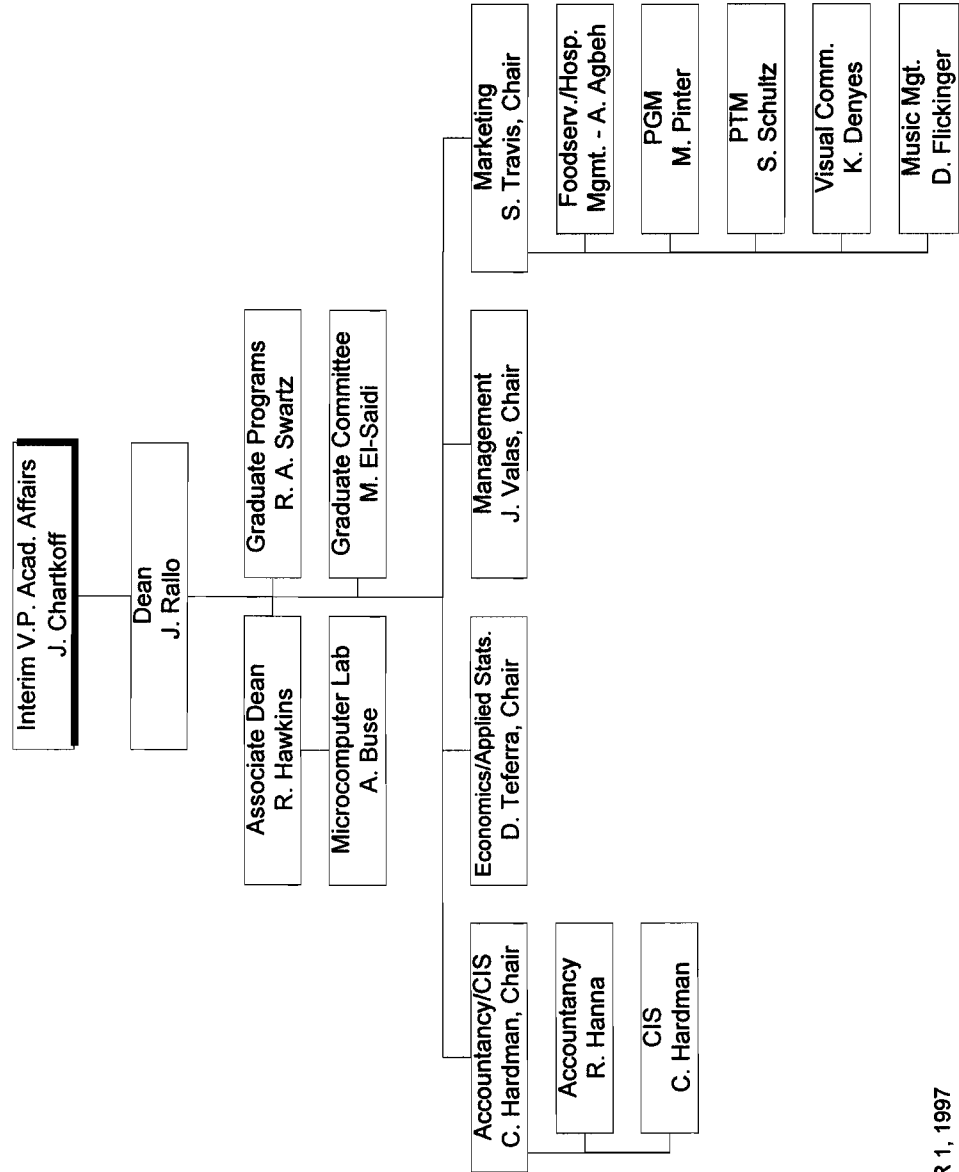 Interim V.P. Acad. Affairs
J. Chartkoff
Dean
J. Rallo
Associate Dean
R. Hawkins
Graduate Programs
R. A. Swartz
Microcomputer Lab
A. Buse
Graduate Committee
M. El-Saidi
Accountancy/CIS
C. Hardman, Chair
Economics/Applied Stats.
D. Teferra, Chair
Management
J. Valas, Chair
Marketing
S. Travis, Chair
Accountancy
R. Hanna
CIS
C. Hardman
Foodserv./Hosp.
Mgmt. - A. Agbeh
PGM
M. Pinter
PTM
S. Schultz
Visual Comm.
K. Denyes
Music Mgt.
D. Flickinger
R 1, 1997